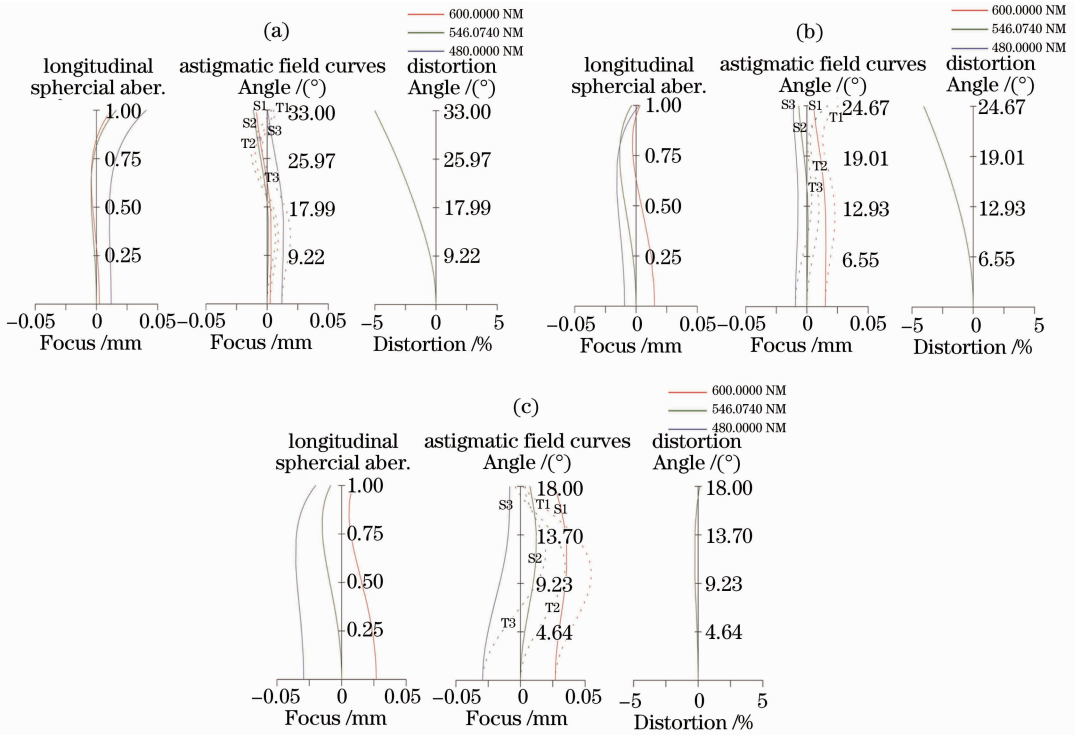 (a)
600.0000 NM
546.0740 NM
480.0000 NM
longitudinal
sphercial aber.
astigmatic field curves
Angle /(°)
distortion
Angle /(°)
1.00
0.75
0.50
0.25
S1
T1
S2
S3
T2
T3
33.00
25.97
17.99
9.22
33.00
25.97
17.99
9.22
−0.05 0 0.05
Focus /mm
−0.05 0 0.05
Focus /mm
−5 0 5
Distortion /%
(b)
600.0000 NM
546.0740 NM
480.0000 NM
longitudinal
sphercial aber.
astigmatic field curves
Angle /(°)
distortion
Angle /(°)
1.00
0.75
0.50
0.25
S3
S1
T1
S2
T2
T3
24.67
19.01
12.93
6.55
24.67
19.01
12.93
6.55
−0.05 0 0.05
Focus /mm
−0.05 0 0.05
Focus /mm
−5 0 5
Distortion /%
(c)
600.0000 NM
546.0740 NM
480.0000 NM
longitudinal
sphercial aber.
astigmatic field curves
Angle /(°)
distortion
Angle /(°)
1.00
0.75
0.50
0.25
S3
T1
S1
S2
T2
T3
18.00
13.70
9.23
4.64
18.00
13.70
9.23
4.64
−0.05 0 0.05
Focus /mm
−0.05 0 0.05
Focus /mm
−5 0 5
Distortion /%